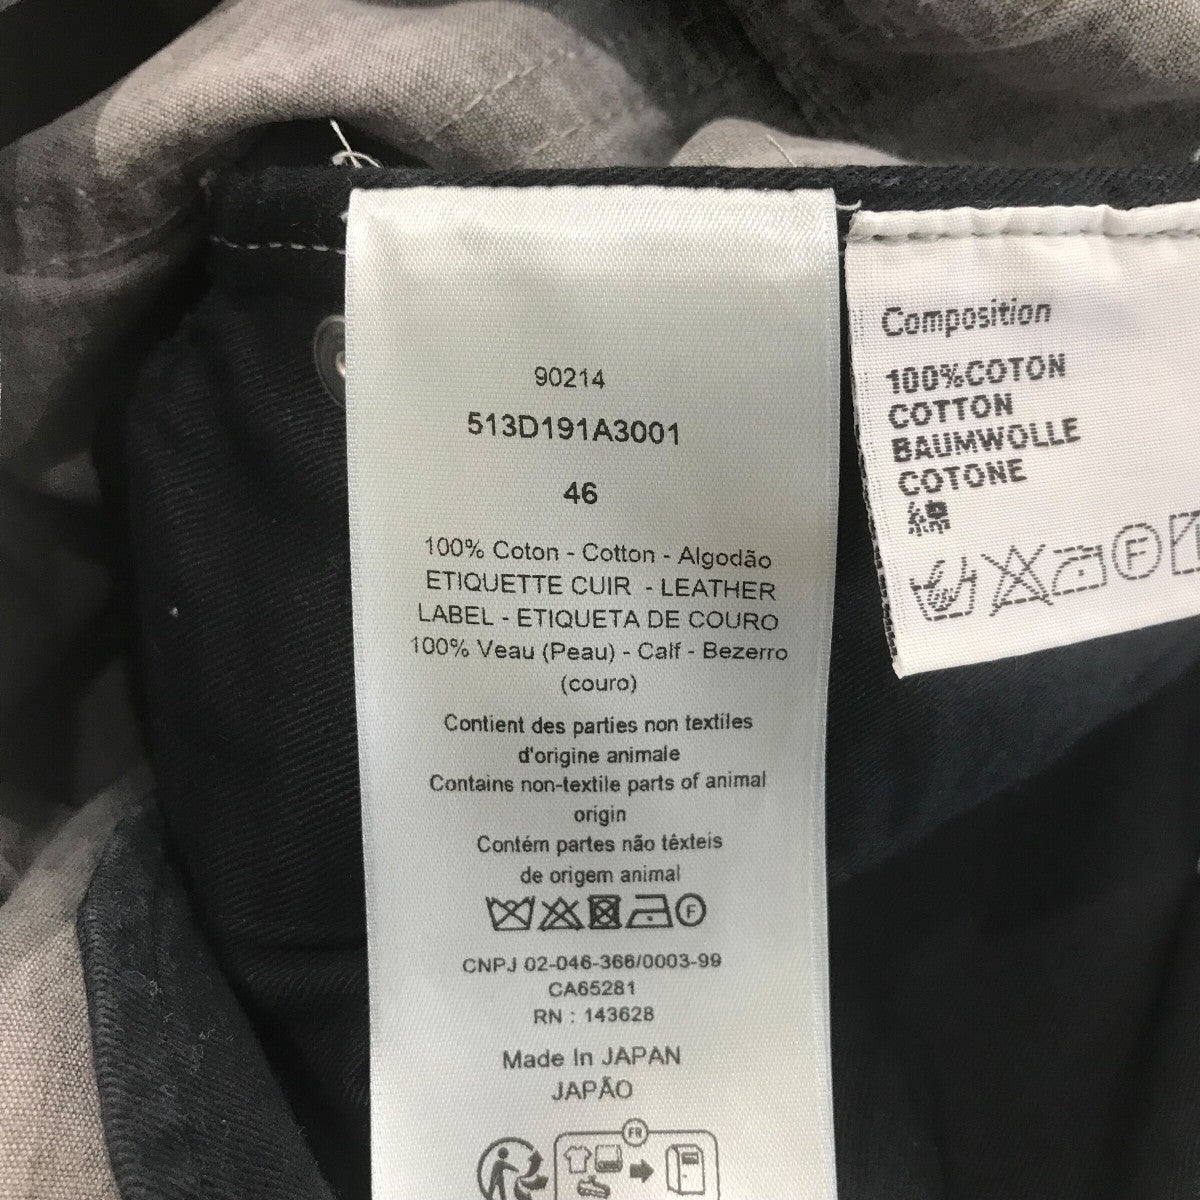 90214
513D191A3001
46
100% Coton - Cotton - Algodão
ETIQUETTE CUIR - LEATHER
LABEL - ETIQUETA DE COURO
100% Veau (Peau) - Calf - Bezerro
(couro)
Contient des parties non textiles
d'origine animale
Contains non-textile parts of animal
origin
Contém partes não têxteis
de origem animal
F
CNPJ 02-046-366/0003-99
CA65281
RN : 143628
Made In JAPAN
JAPÃO
FR
Composition
100%COTON
COTTON
BAUMWOLLE
COTONE
綿
F